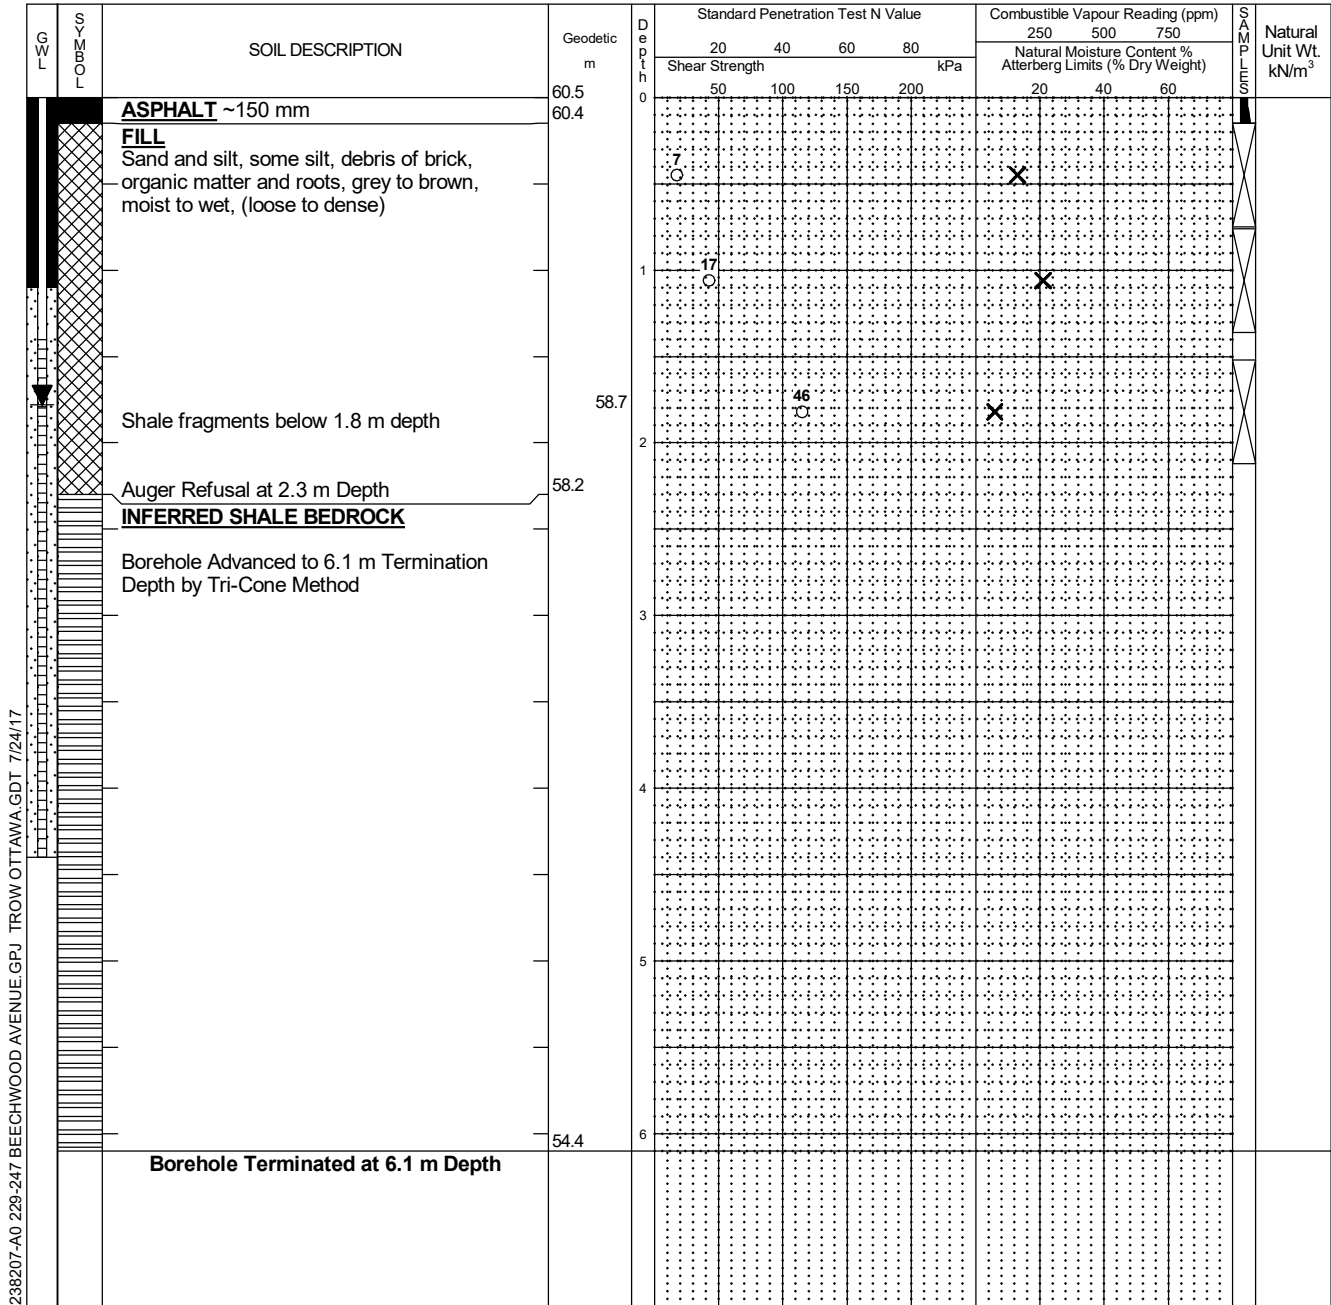 GWL
SYMBOL
SOIL DESCRIPTION
Geodetic
m
Depth
Standard Penetration Test N Value
20 40 60 80
Shear Strength kPa
50 100 150 200
Combustible Vapour Reading (ppm)
250 500 750
Natural Moisture Content %
Atterberg Limits (% Dry Weight)
20 40 60
SAMPLES
Natural
Unit Wt.
kN/m³
60.5
0
ASPHALT ~150 mm
60.4
FILL
Sand and silt, some silt, debris of brick,
organic matter and roots, grey to brown,
moist to wet, (loose to dense)
7
1
17
46
58.7
Shale fragments below 1.8 m depth
2
Auger Refusal at 2.3 m Depth
58.2
INFERRED SHALE BEDROCK
Borehole Advanced to 6.1 m Termination
Depth by Tri-Cone Method
3
4
5
6
54.4
Borehole Terminated at 6.1 m Depth
238207-A0 229-247 BEECHWOOD AVENUE.GPJ TROW OTTAWA.GDT 7/24/17